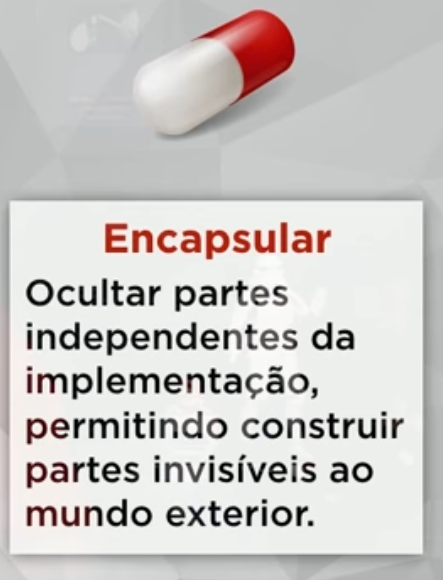 Encapsular
Ocultar partes
independentes da
implementação,
permitindo construir
partes invisíveis ao
mundo exterior.